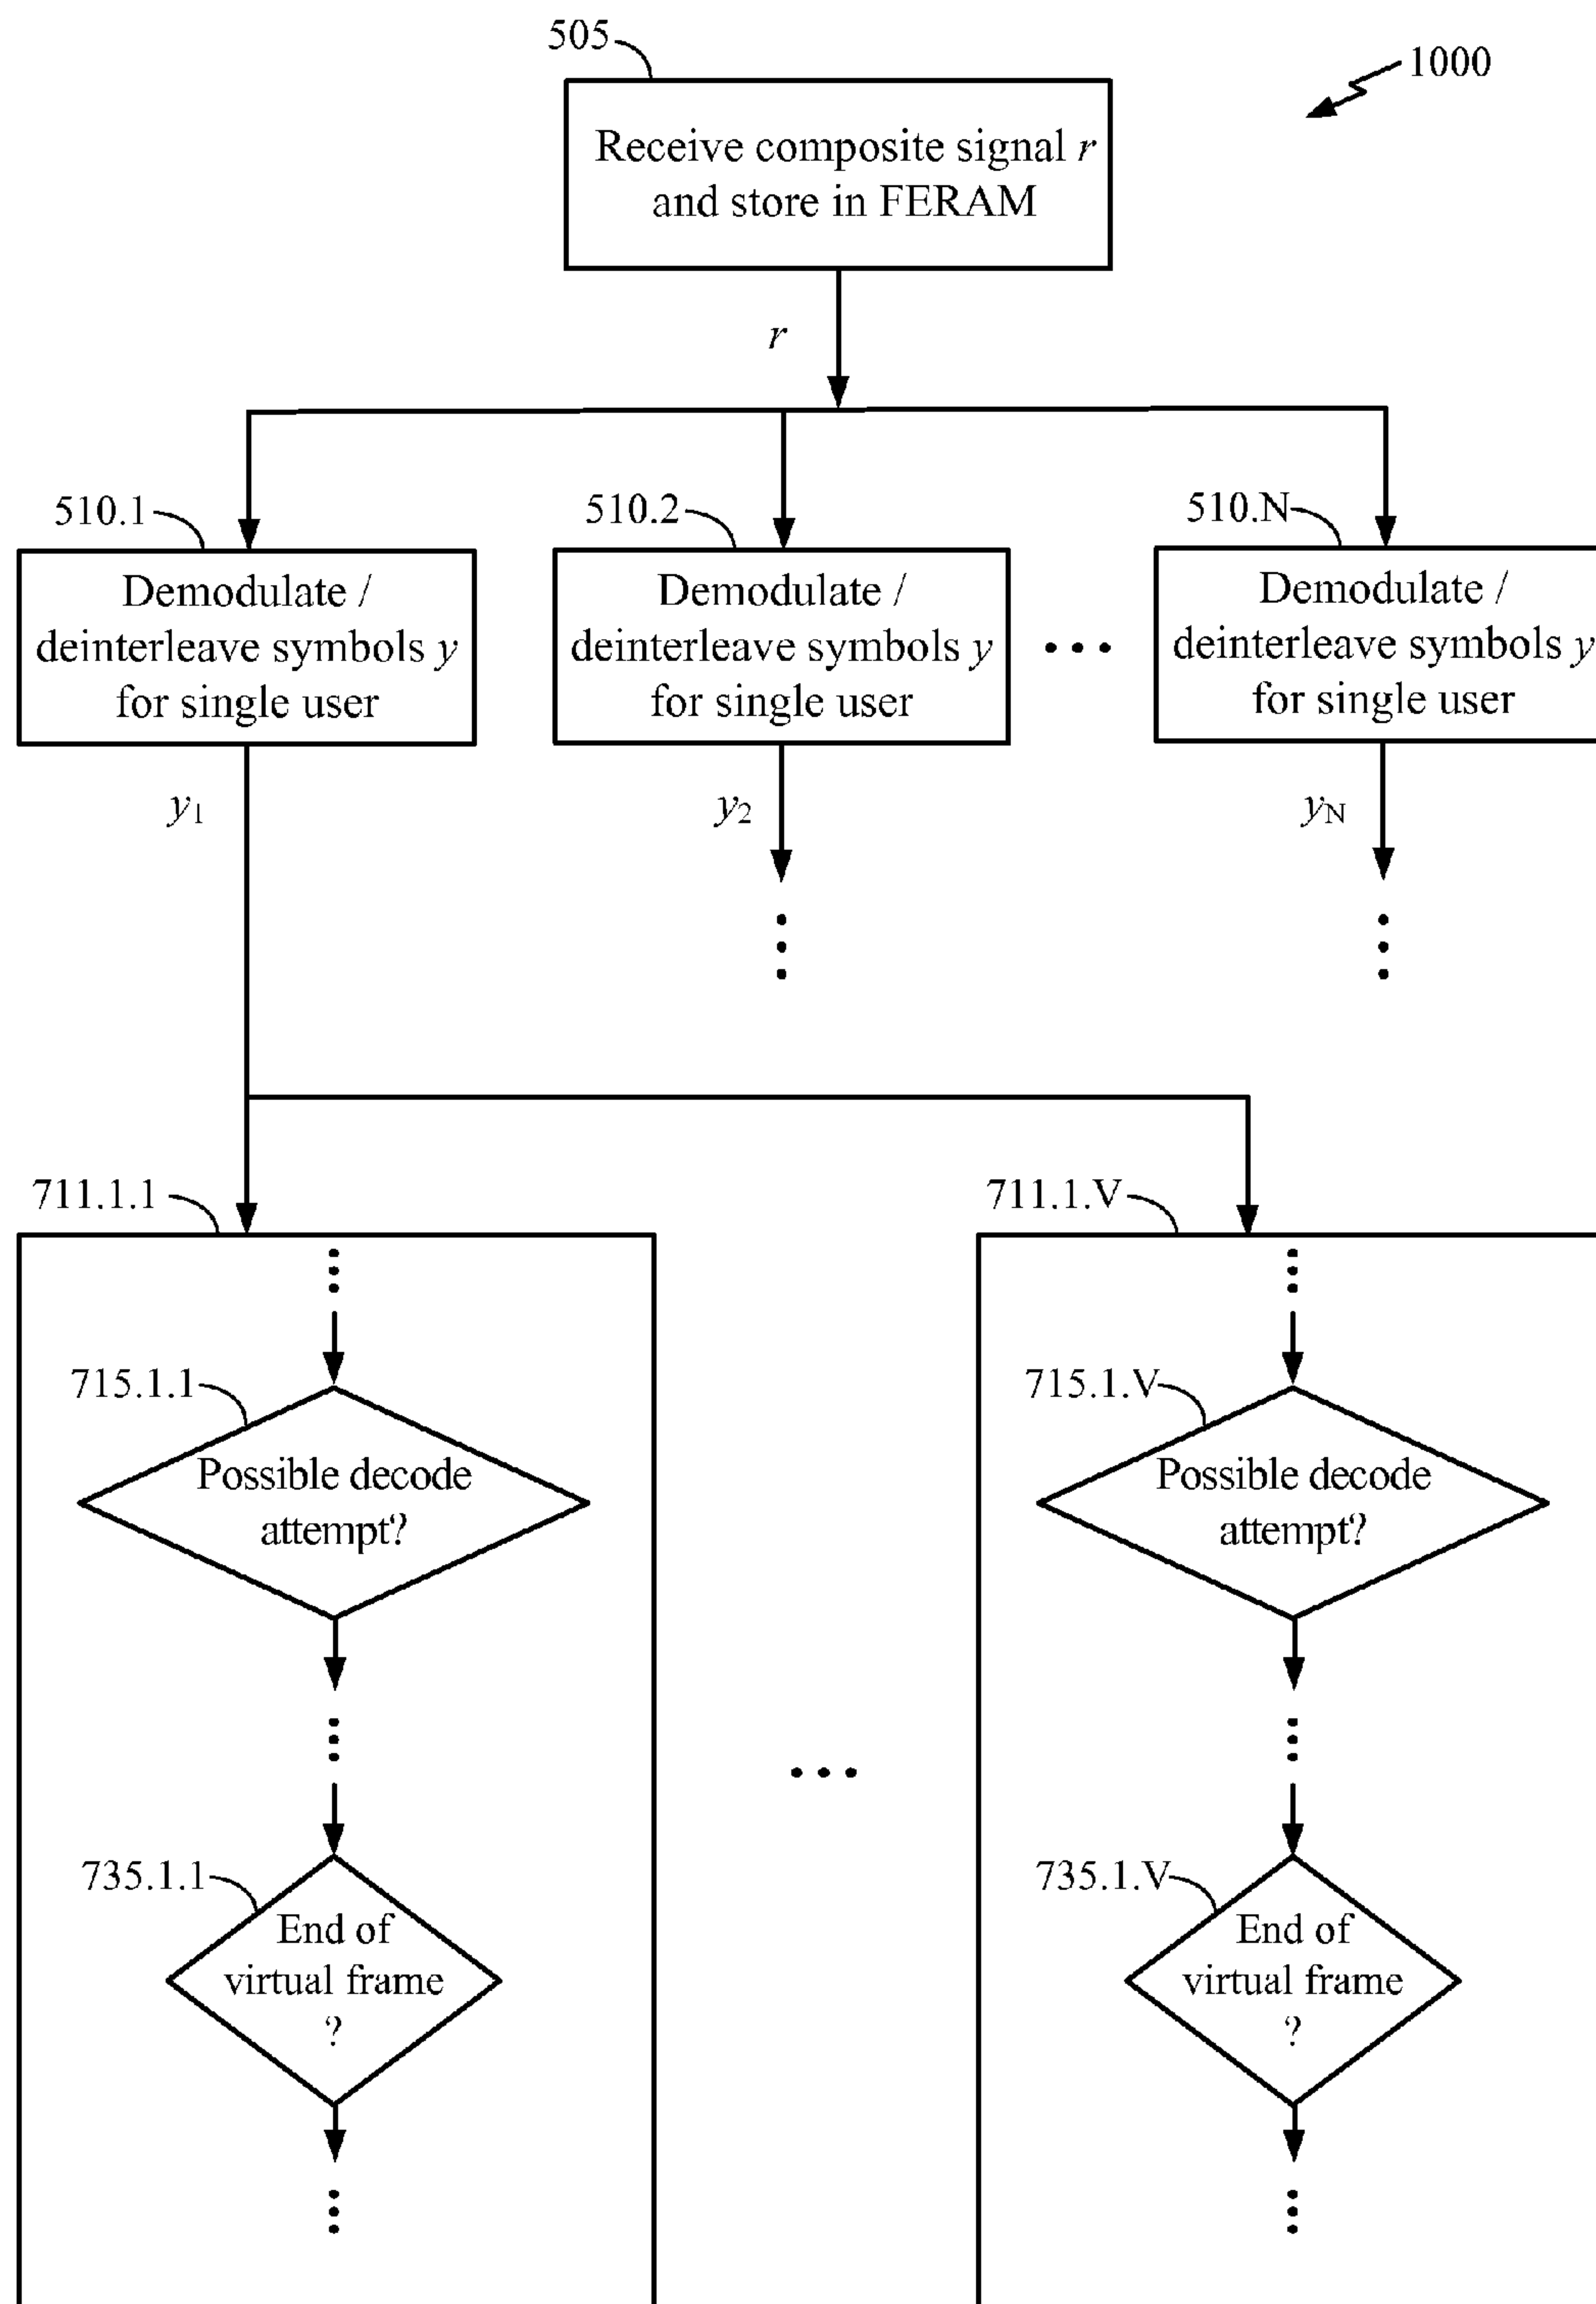 505
1000
Receive composite signal r
and store in FERAM
r
510.1
510.2
510.N
Demodulate /
deinterleave symbols y
for single user
Demodulate /
deinterleave symbols y
for single user
Demodulate /
deinterleave symbols y
for single user
y1
y2
yN
711.1.1
711.1.V
715.1.1
715.1.V
Possible decode
attempt?
Possible decode
attempt?
735.1.1
735.1.V
End of
virtual frame
?
End of
virtual frame
?